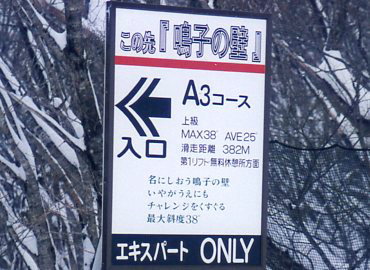 この先『鳴子の壁』
A3コース
上級
MAX38° AVE25°
滑走距離 382M
第1リフト無料休憩所方面
入口
名にしおう鳴子の壁
いやがうえにも
チャレンジをくすぐる
最大斜度38°
エキスパート ONLY